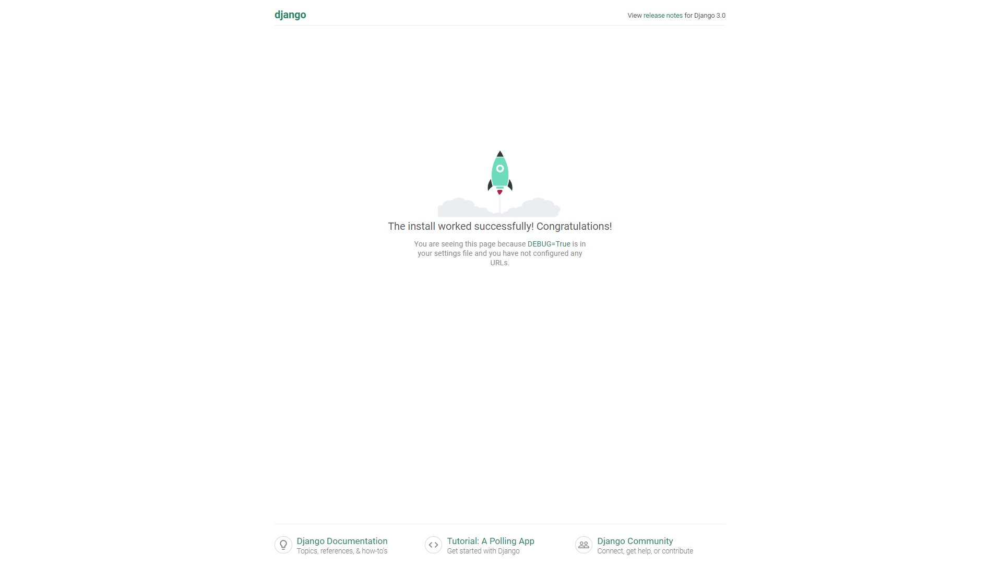 django
View release notes for Django 3.0
The install worked successfully! Congratulations!
You are seeing this page because DEBUG=True is in
your settings file and you have not configured any
URLs.
Django Documentation
Topics, references, & how-to's
Tutorial: A Polling App
Get started with Django
Django Community
Connect, get help, or contribute